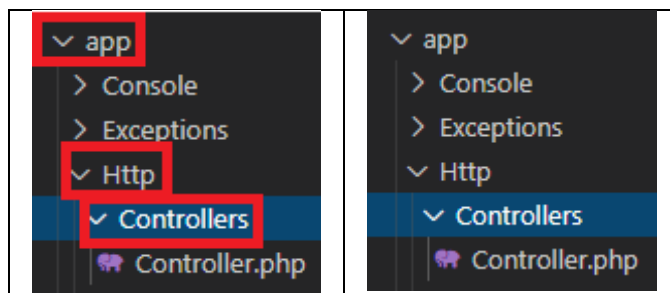 app
Console
Exceptions
Http
Controllers
Controller.php
app
Console
Exceptions
Http
Controllers
Controller.php